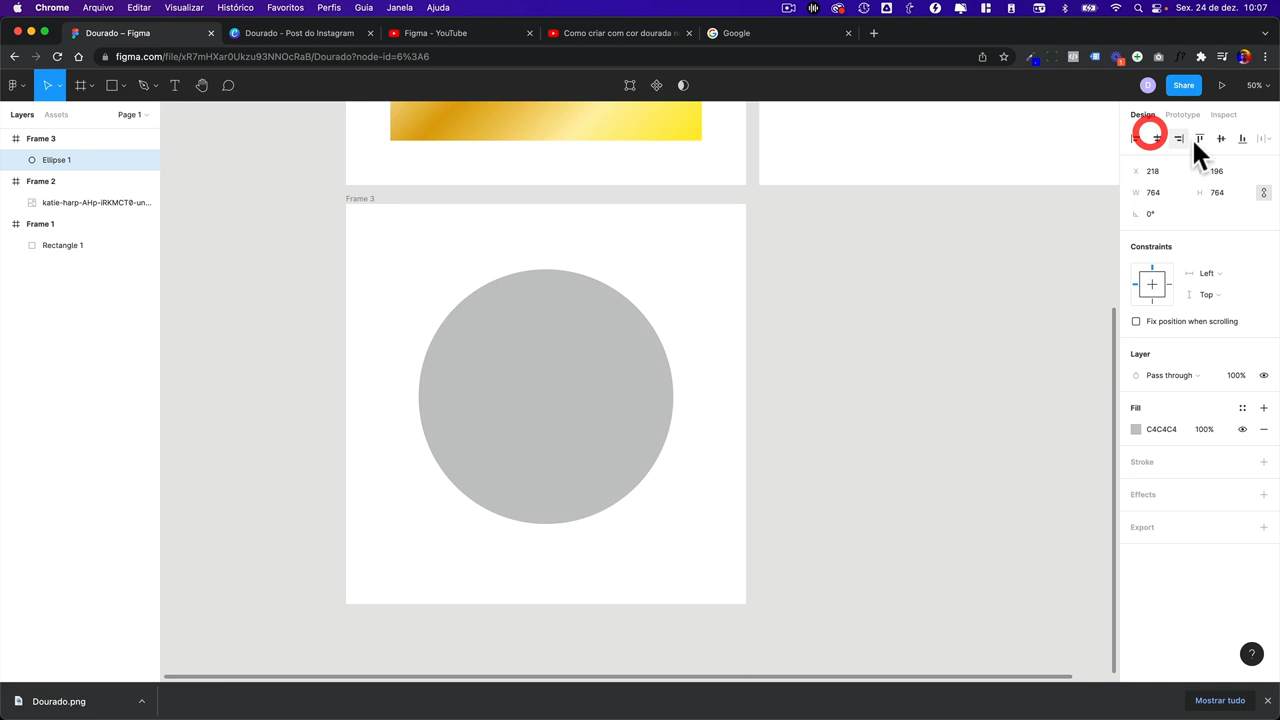 Chrome Arquivo Editar Visualizar Histórico Favoritos Perfis Guia Janela Ajuda Sex. 24 de dez. 10:07
Dourado – Figma
Dourado - Post do Instagram
Figma - YouTube
Como criar com cor dourada n
Google
figma.com/file/xR7mHXar0Ukzu93NNOcRaB/Dourado?node-id=6%3A6
D
Share
50%
Layers Assets Page 1
Frame 3
Ellipse 1
Frame 2
katie-harp-AHp-iRKMCT0-un...
Frame 1
Rectangle 1
Frame 3
Design Prototype Inspect
X 218 196
W 764 H 764
0°
Constraints
Left
Top
Fix position when scrolling
Layer
Pass through 100%
Fill
C4C4C4 100%
Stroke
Effects
Export
?
Dourado.png
Mostrar tudo